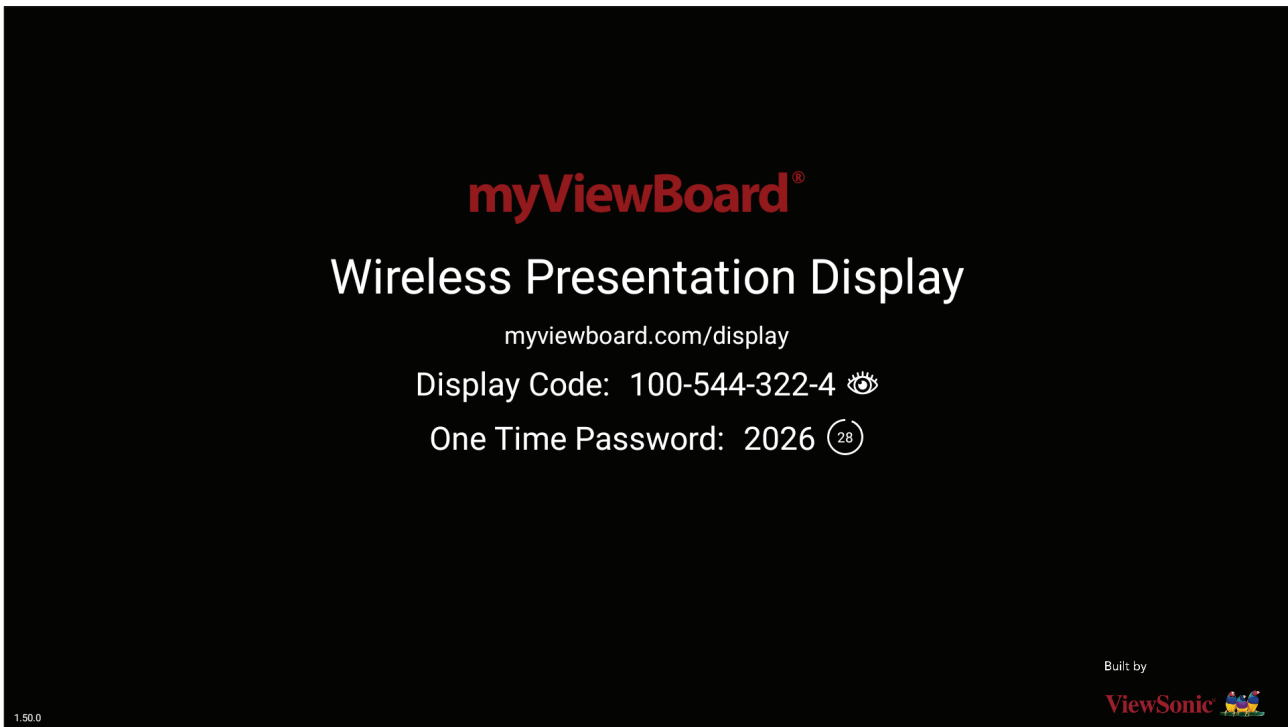 myViewBoard®
Wireless Presentation Display
myviewboard.com/display
Display Code: 100-544-322-4
One Time Password: 2026 28
Built by
ViewSonic®
1.50.0